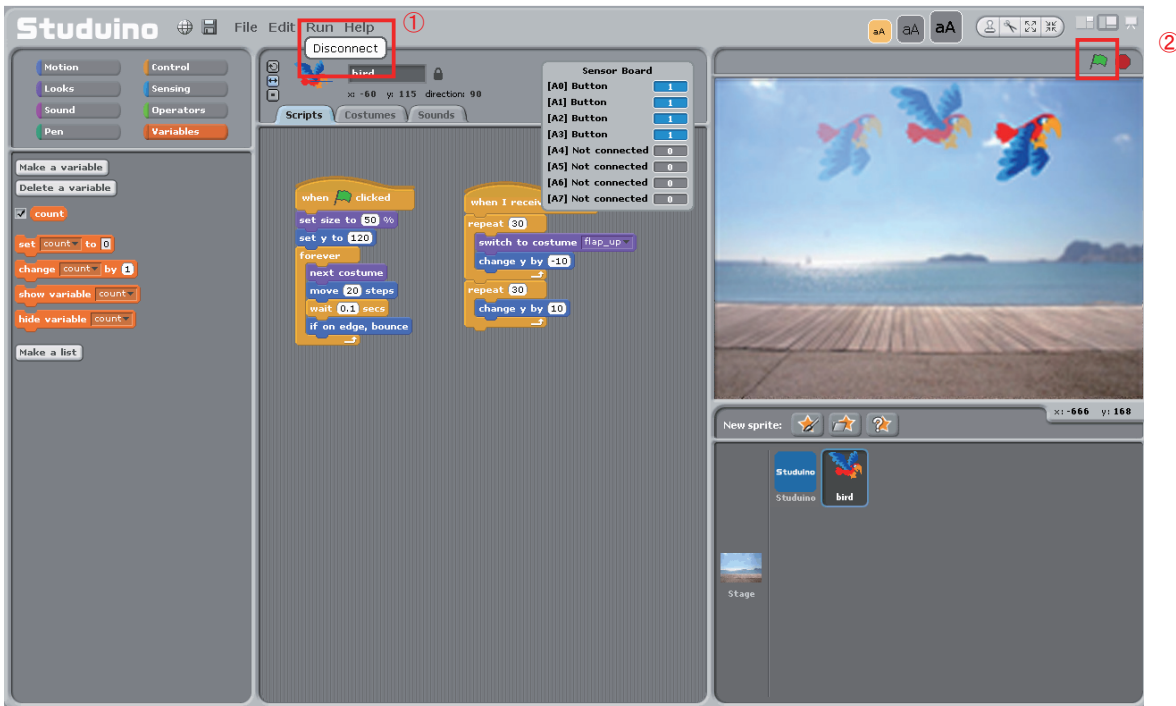 Studuino File Edit Run Help ①
Disconnect
aA aA aA
②
Motion Control
Looks Sensing
Sound Operators
Pen Variables
Make a variable
Delete a variable
count
set count to 0
change count by 1
show variable count
hide variable count
Make a list
bird
x: -60 y: 115 direction: 90
Scripts Costumes Sounds
Sensor Board
[A0] Button 1
[A1] Button 1
[A2] Button 1
[A3] Button 1
[A4] Not connected 0
[A5] Not connected 0
[A6] Not connected 0
[A7] Not connected 0
when clicked
set size to 50 %
set y to 120
forever
next costume
move 20 steps
wait 0.1 secs
if on edge, bounce
when I
repeat 30
switch to costume flap_up
change y by -10
repeat 30
change y by 10
x: -666 y: 168
New sprite:
Studuino
Studuino bird
Stage